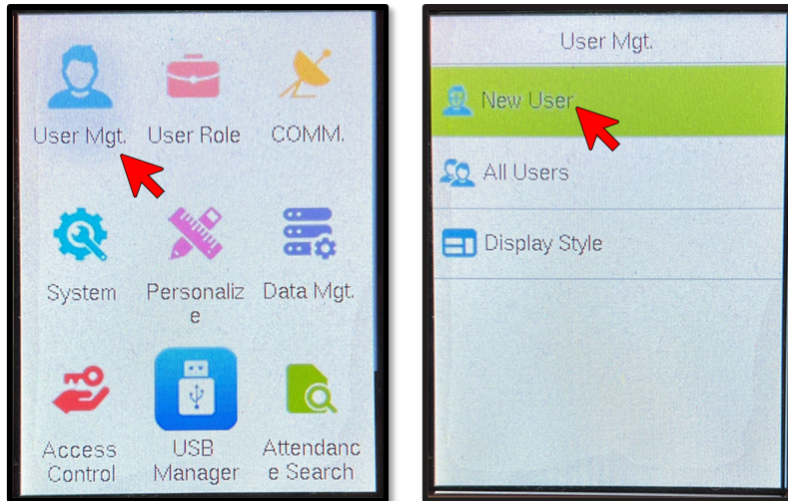 User Mgt.
User Role
COMM.
System
Personaliz
e
Data Mgt.
Access
Control
USB
Manager
Attendanc
e Search
User Mgt.
New User
All Users
Display Style